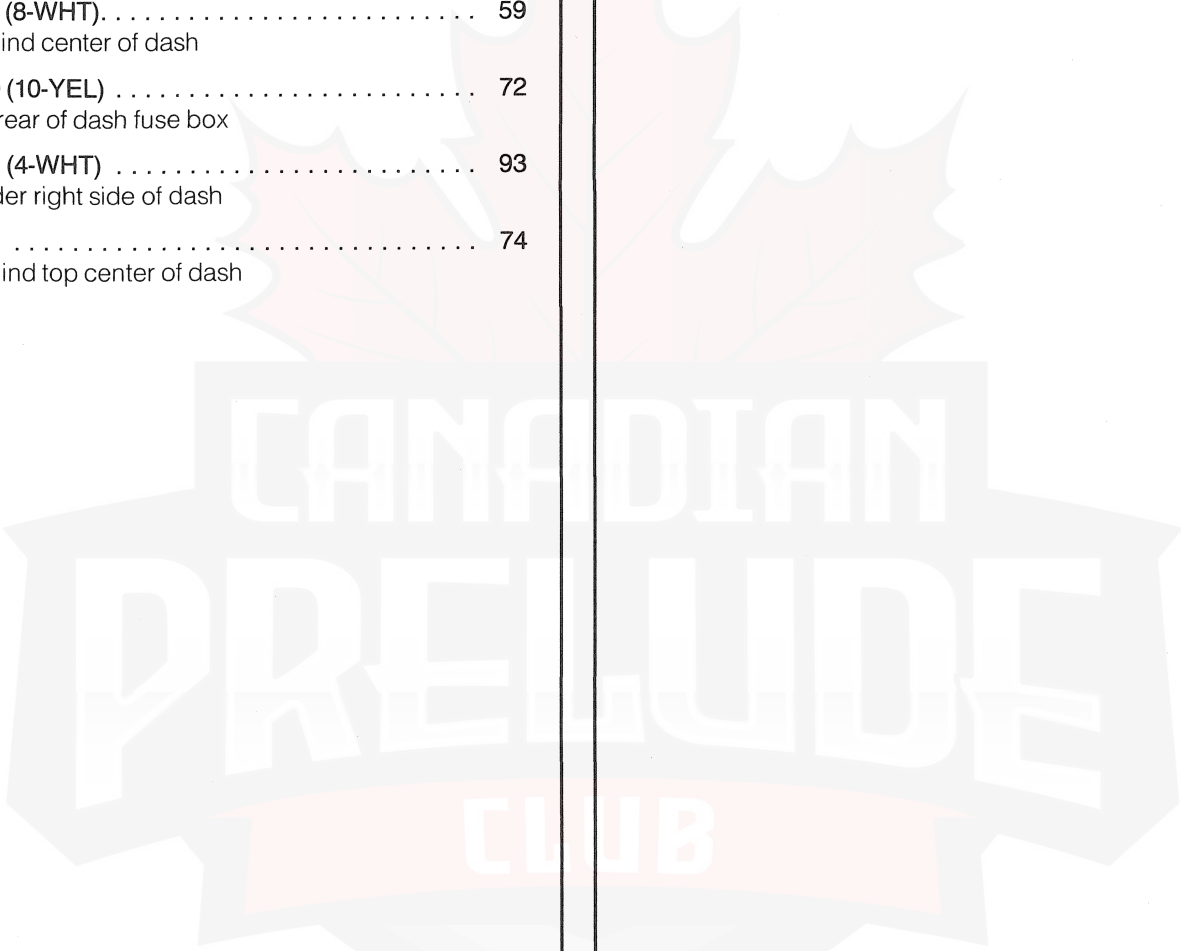 (8-WHT). . . . . . . . . . . . . . . . . . . . . . . . . . 59
ind center of dash
(10-YEL) . . . . . . . . . . . . . . . . . . . . . . . . . 72
rear of dash fuse box
(4-WHT) . . . . . . . . . . . . . . . . . . . . . . . . . 93
der right side of dash
. . . . . . . . . . . . . . . . . . . . . . . . . . . . . . . . 74
ind top center of dash
CANADIAN
PRELUDE
CLUB